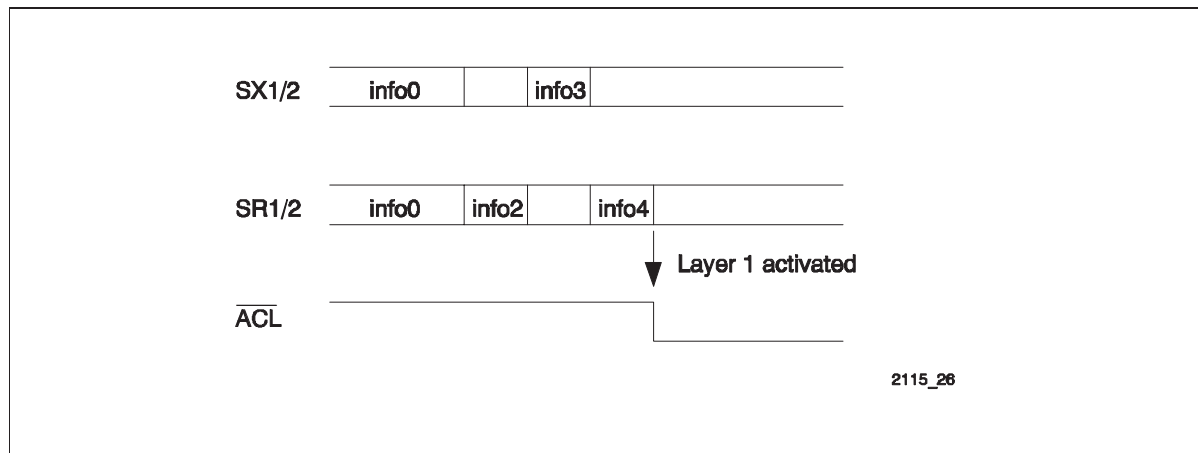 SX1/2 info0 info3
SR1/2 info0 info2 info4
Layer 1 activated
ACL
2115_26